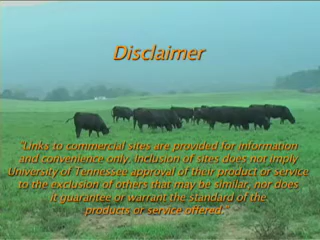 Disclaimer
"Links to commercial sites are provided for information
and convenience only. Inclusion of sites does not imply
University of Tennessee approval of their product or service
to the exclusion of others that may be similar, nor does
it guarantee or warrant the standard of the
products or service offered."